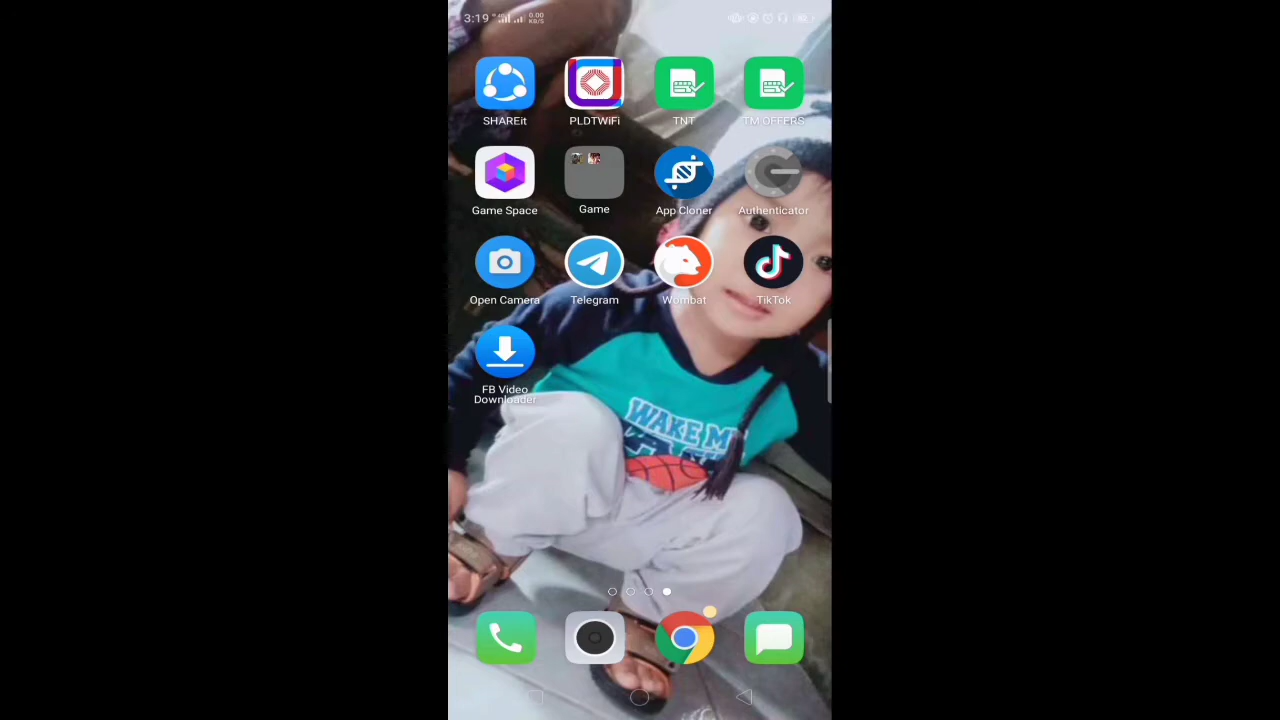 3:19
0.00
KB/S
SHAREit
PLDTWiFi
TNT
TM OFFERS
Game Space
Game
App Cloner
Authenticator
Open Camera
Telegram
Wombat
TikTok
FB Video
Downloader
WAKE M